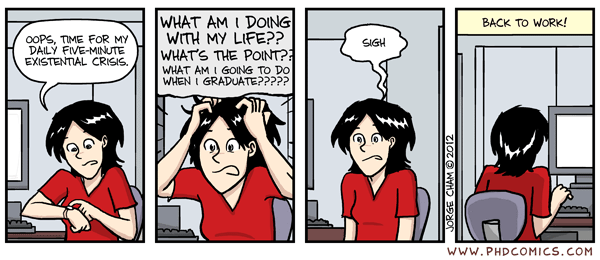 OOPS, TIME FOR MY
DAILY FIVE-MINUTE
EXISTENTIAL CRISIS.
WHAT AM I DOING
WITH MY LIFE??
WHAT'S THE POINT??
WHAT AM I GOING TO DO
WHEN I GRADUATE?????
SIGH
JORGE CHAM © 2012
BACK TO WORK!
WWW.PHDCOMICS.COM